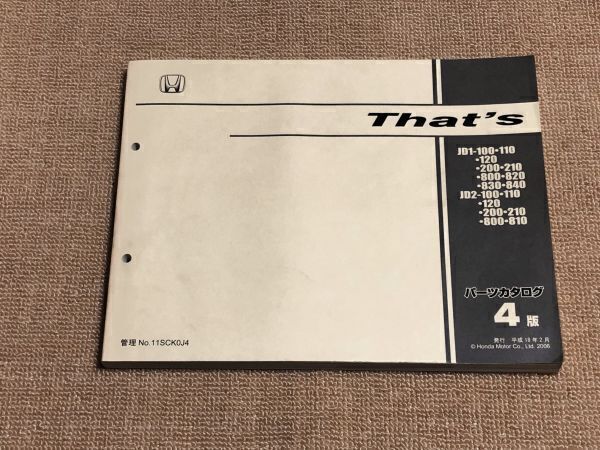 That's
JD1-100・110
・120
・200・210
・800・820
・830・840
JD2-100・110
・120
・200・210
・800・810
パーツカタログ
4版
発行 平成18年2月
© Honda Motor Co., Ltd. 2006
管理 No.11SCK0J4